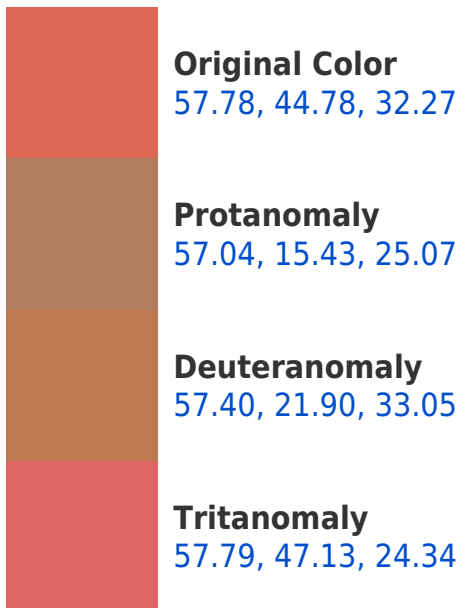 Original Color
57.78, 44.78, 32.27
Protanomaly
57.04, 15.43, 25.07
Deuteranomaly
57.40, 21.90, 33.05
Tritanomaly
57.79, 47.13, 24.34